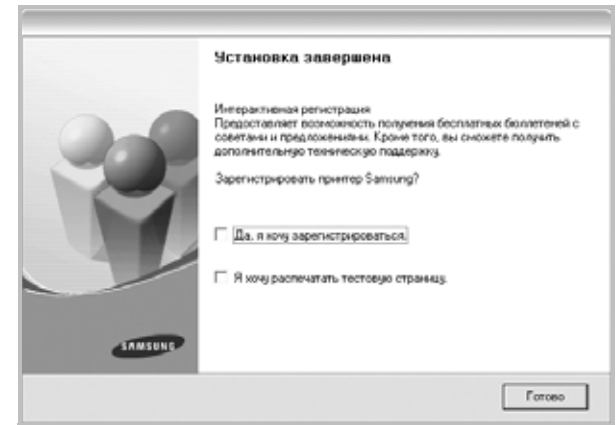 Установка завершена
Интерактивная регистрация
Предоставляет возможность получения бесплатных бюллетеней с
советами и предложениями. Кроме того, вы сможете получить
дополнительную техническую поддержку.
Зарегистрировать принтер Samsung?
Да, я хочу зарегистрироваться.
Я хочу распечатать тестовую страницу.
SAMSUNG
Готово